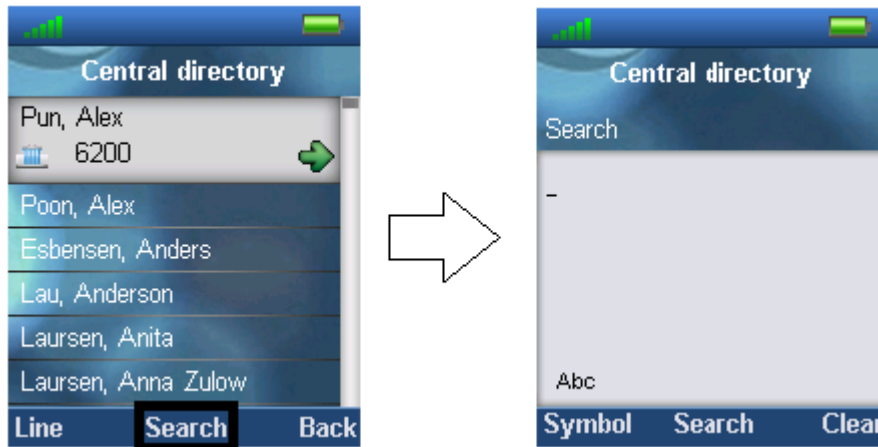 Central directory
Pun, Alex
6200
Poon, Alex
Esbensen, Anders
Lau, Anderson
Laursen, Anita
Laursen, Anna Zulow
Line Search Back
Central directory
Search
_
Abc
Symbol Search Clear